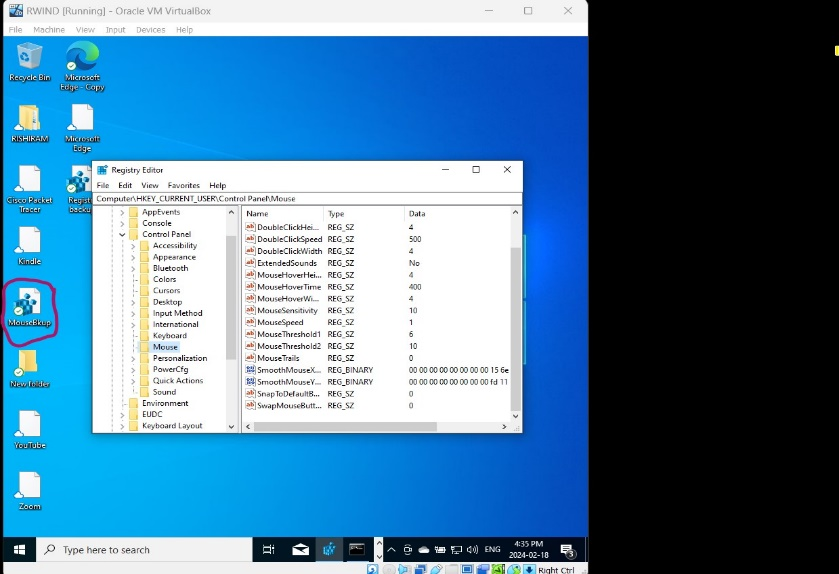 RWIND [Running] - Oracle VM VirtualBox
File Machine View Input Devices Help
Recycle Bin
Microsoft Edge - Copy
RISHIRAM
Microsoft Edge
Cisco Packet Tracer
Kindle
MouseBkup
New folder
YouTube
Zoom
Registry Editor
File Edit View Favorites Help
Computer\HKEY_CURRENT_USER\Control Panel\Mouse
AppEvents
Console
Control Panel
Accessibility
Appearance
Bluetooth
Colors
Cursors
Desktop
Input Method
International
Keyboard
Mouse
Personalization
PowerCfg
Quick Actions
Sound
Environment
EUDC
Keyboard Layout
Name Type Data
DoubleClickHei... REG_SZ 4
DoubleClickSpeed REG_SZ 500
DoubleClickWidth REG_SZ 4
ExtendedSounds REG_SZ No
MouseHoverHei... REG_SZ 4
MouseHoverTime REG_SZ 400
MouseHoverWi... REG_SZ 4
MouseSensitivity REG_SZ 10
MouseSpeed REG_SZ 1
MouseThreshold1 REG_SZ 6
MouseThreshold2 REG_SZ 10
MouseTrails REG_SZ 0
SmoothMouseX... REG_BINARY 00 00 00 00 00 00 00 00 15 6e
SmoothMouseY... REG_BINARY 00 00 00 00 00 00 00 00 fd 11
SnapToDefaultB... REG_SZ 0
SwapMouseButt... REG_SZ 0
Type here to search
ENG
4:35 PM
2024-02-18
3
Right Ctrl